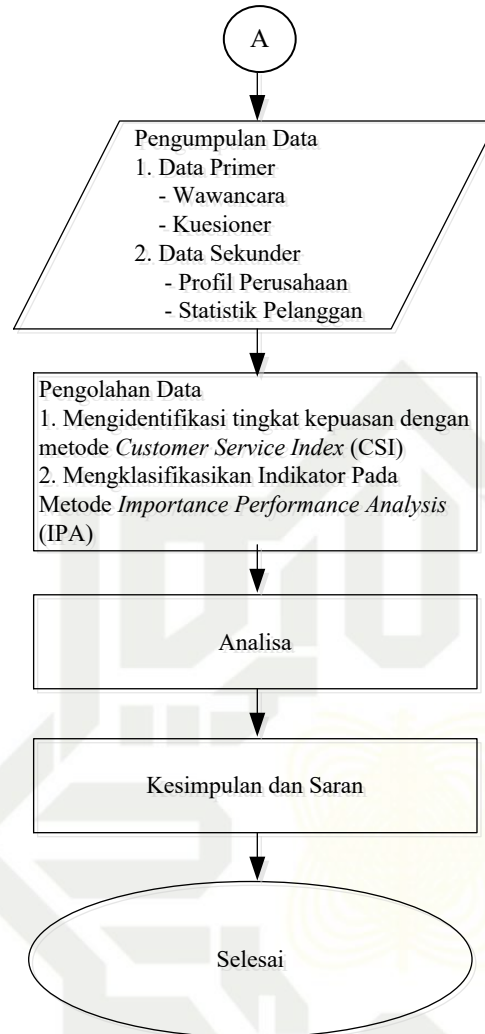 A
Pengumpulan Data
1. Data Primer
- Wawancara
- Kuesioner
2. Data Sekunder
- Profil Perusahaan
- Statistik Pelanggan
Pengolahan Data
1. Mengidentifikasi tingkat kepuasan dengan
metode Customer Service Index (CSI)
2. Mengklasifikasikan Indikator Pada
Metode Importance Performance Analysis
(IPA)
Analisa
Kesimpulan dan Saran
Selesai